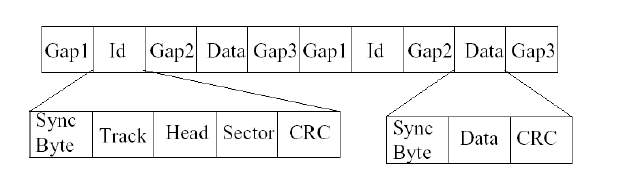 Gap1 Id Gap2 Data Gap3 Gap1 Id Gap2 Data Gap3
Sync Byte Track Head Sector CRC
Sync Byte Data CRC